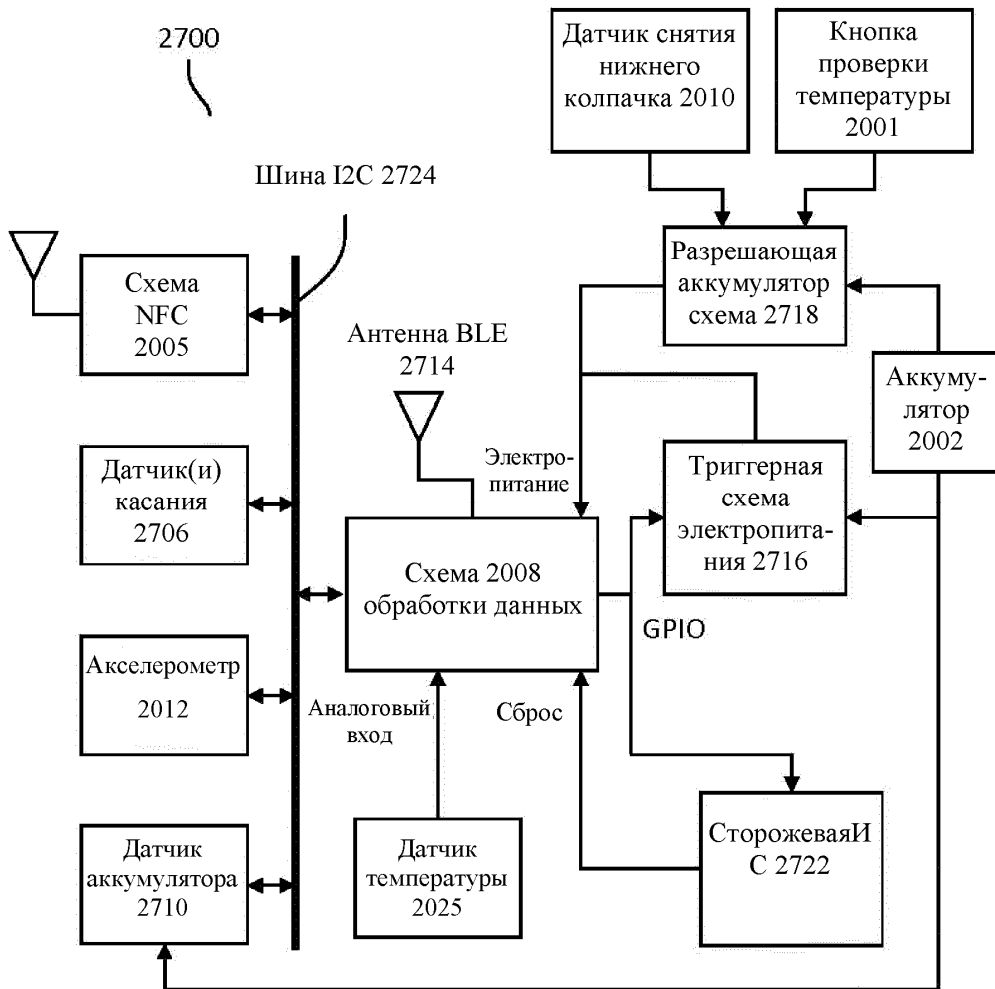 2700
Датчик снятия
нижнего
колпачка 2010
Кнопка
проверки
температуры
2001
Шина I2C 2724
Схема
NFC
2005
Разрешающая
аккумулятор
схема 2718
Антенна BLE
2714
Аккуму-
лятор
2002
Датчик(и)
касания
2706
Электро-
питание
Триггерная
схема
электропита-
ния 2716
Схема 2008
обработки данных
GPIO
Акселерометр
2012
Аналоговый
вход
Сброс
Датчик
аккумулятора
2710
Датчик
температуры
2025
СторожеваяИ
С 2722